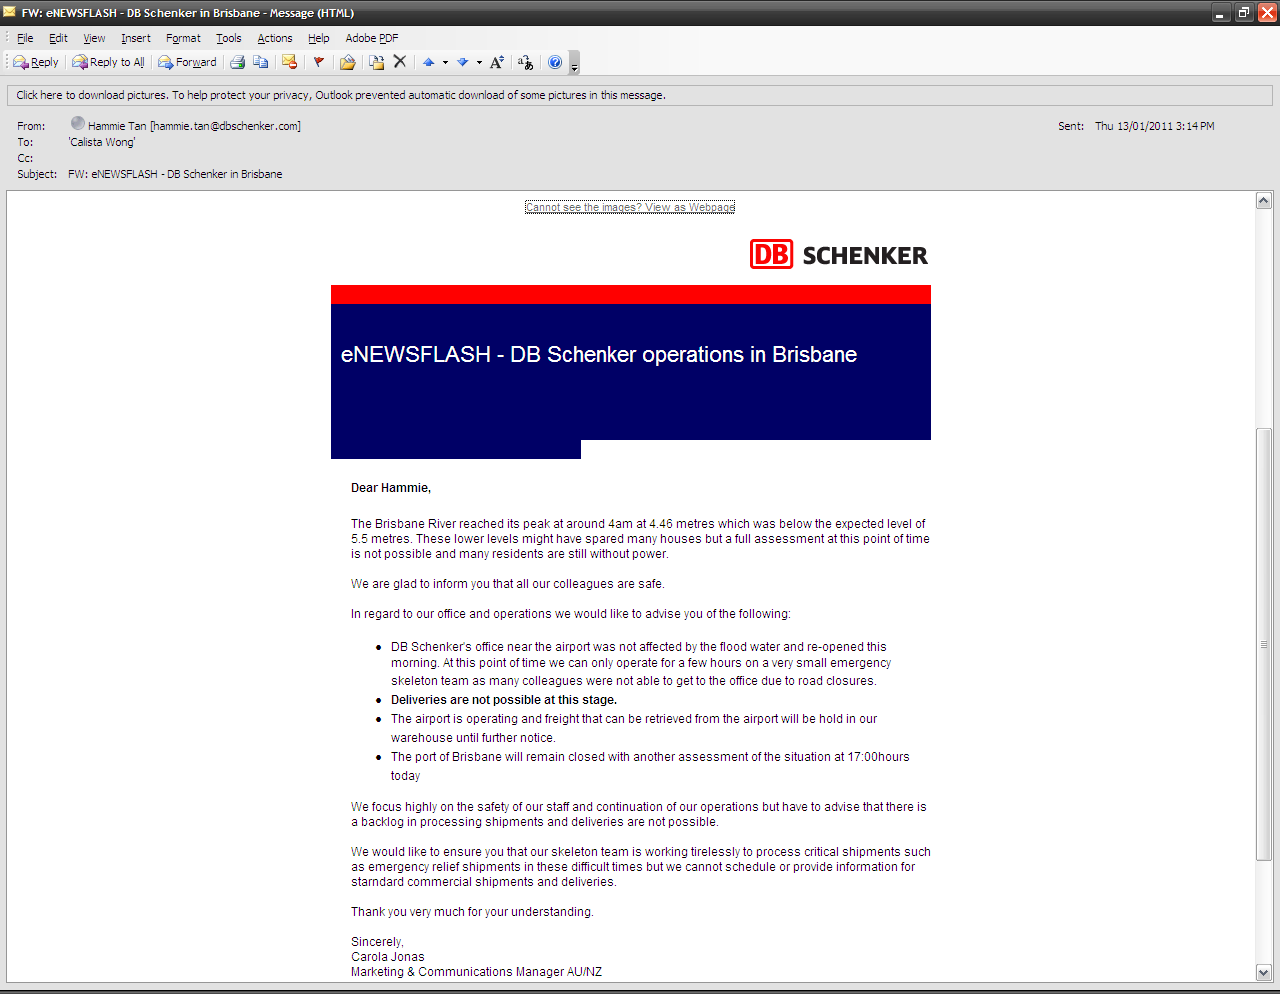 FW: eNEWSFLASH - DB Schenker in Brisbane - Message (HTML)
File Edit View Insert Format Tools Actions Help Adobe PDF
Reply Reply to All Forward
Click here to download pictures. To help protect your privacy, Outlook prevented automatic download of some pictures in this message.
From: Hammie Tan [hammie.tan@dbschenker.com] Sent: Thu 13/01/2011 3:14 PM
To: 'Calista Wong'
Cc:
Subject: FW: eNEWSFLASH - DB Schenker in Brisbane
Cannot see the images? View as Webpage
DB SCHENKER
eNEWSFLASH - DB Schenker operations in Brisbane
Dear Hammie,
The Brisbane River reached its peak at around 4am at 4.46 metres which was below the expected level of
5.5 metres. These lower levels might have spared many houses but a full assessment at this point of time
is not possible and many residents are still without power.
We are glad to inform you that all our colleagues are safe.
In regard to our office and operations we would like to advise you of the following:
• DB Schenker's office near the airport was not affected by the flood water and re-opened this
morning. At this point of time we can only operate for a few hours on a very small emergency
skeleton team as many colleagues were not able to get to the office due to road closures.
• Deliveries are not possible at this stage.
• The airport is operating and freight that can be retrieved from the airport will be hold in our
warehouse until further notice.
• The port of Brisbane will remain closed with another assessment of the situation at 17:00hours
today
We focus highly on the safety of our staff and continuation of our operations but have to advise that there is
a backlog in processing shipments and deliveries are not possible.
We would like to ensure you that our skeleton team is working tirelessly to process critical shipments such
as emergency relief shipments in these difficult times but we cannot schedule or provide information for
starndard commercial shipments and deliveries.
Thank you very much for your understanding.
Sincerely,
Carola Jonas
Marketing & Communications Manager AU/NZ